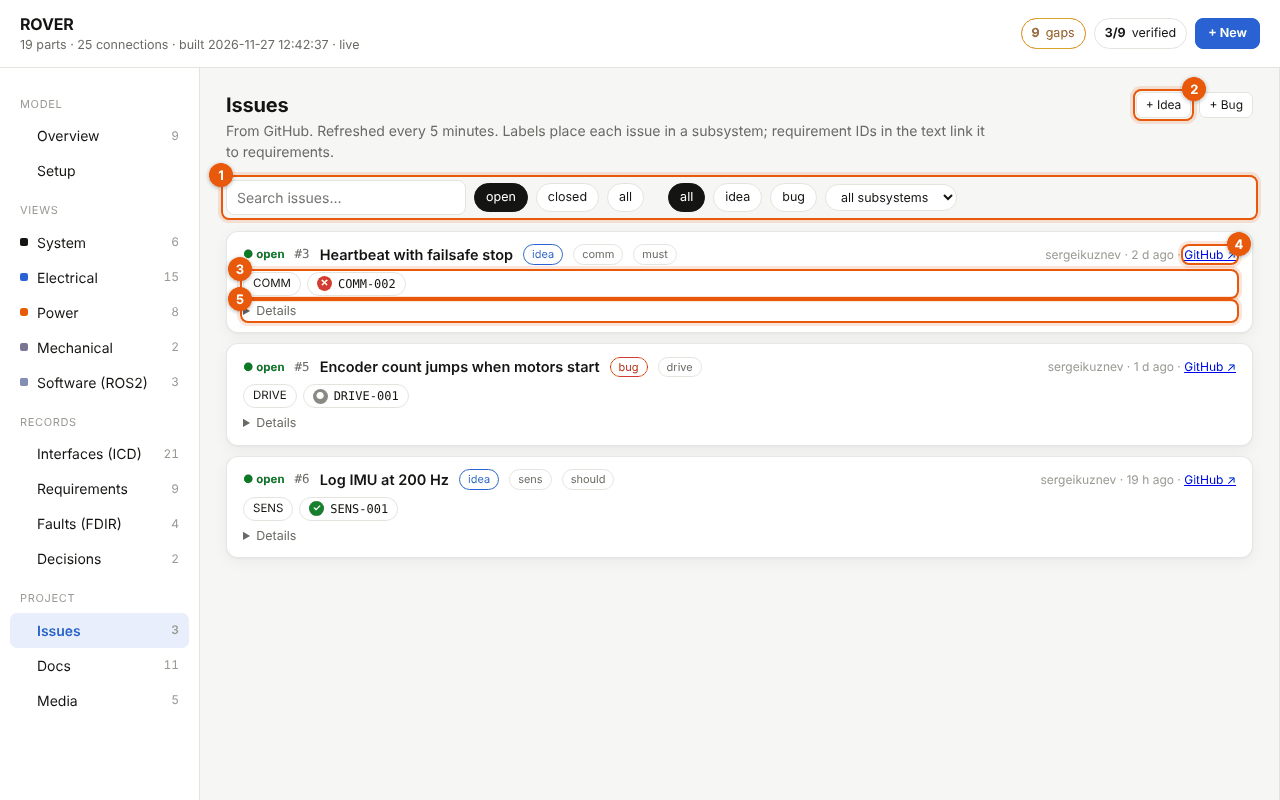 ROVER
19 parts · 25 connections · built 2026-11-27 12:42:37 · live
9 gaps
3/9 verified
+ New
MODEL
Overview 9
Setup
VIEWS
System 6
Electrical 15
Power 8
Mechanical 2
Software (ROS2) 3
RECORDS
Interfaces (ICD) 21
Requirements 9
Faults (FDIR) 4
Decisions 2
PROJECT
Issues 3
Docs 11
Media 5
Issues
+ Idea 2 + Bug
From GitHub. Refreshed every 5 minutes. Labels place each issue in a subsystem; requirement IDs in the text link it
to requirements.
1
Search issues... open closed all all idea bug all subsystems
open #3 Heartbeat with failsafe stop idea comm must sergeikuznev · 2 d ago · GitHub ↗ 4
3 COMM COMM-002
5 Details
open #5 Encoder count jumps when motors start bug drive sergeikuznev · 1 d ago · GitHub ↗
DRIVE DRIVE-001
Details
open #6 Log IMU at 200 Hz idea sens should sergeikuznev · 19 h ago · GitHub ↗
SENS SENS-001
Details